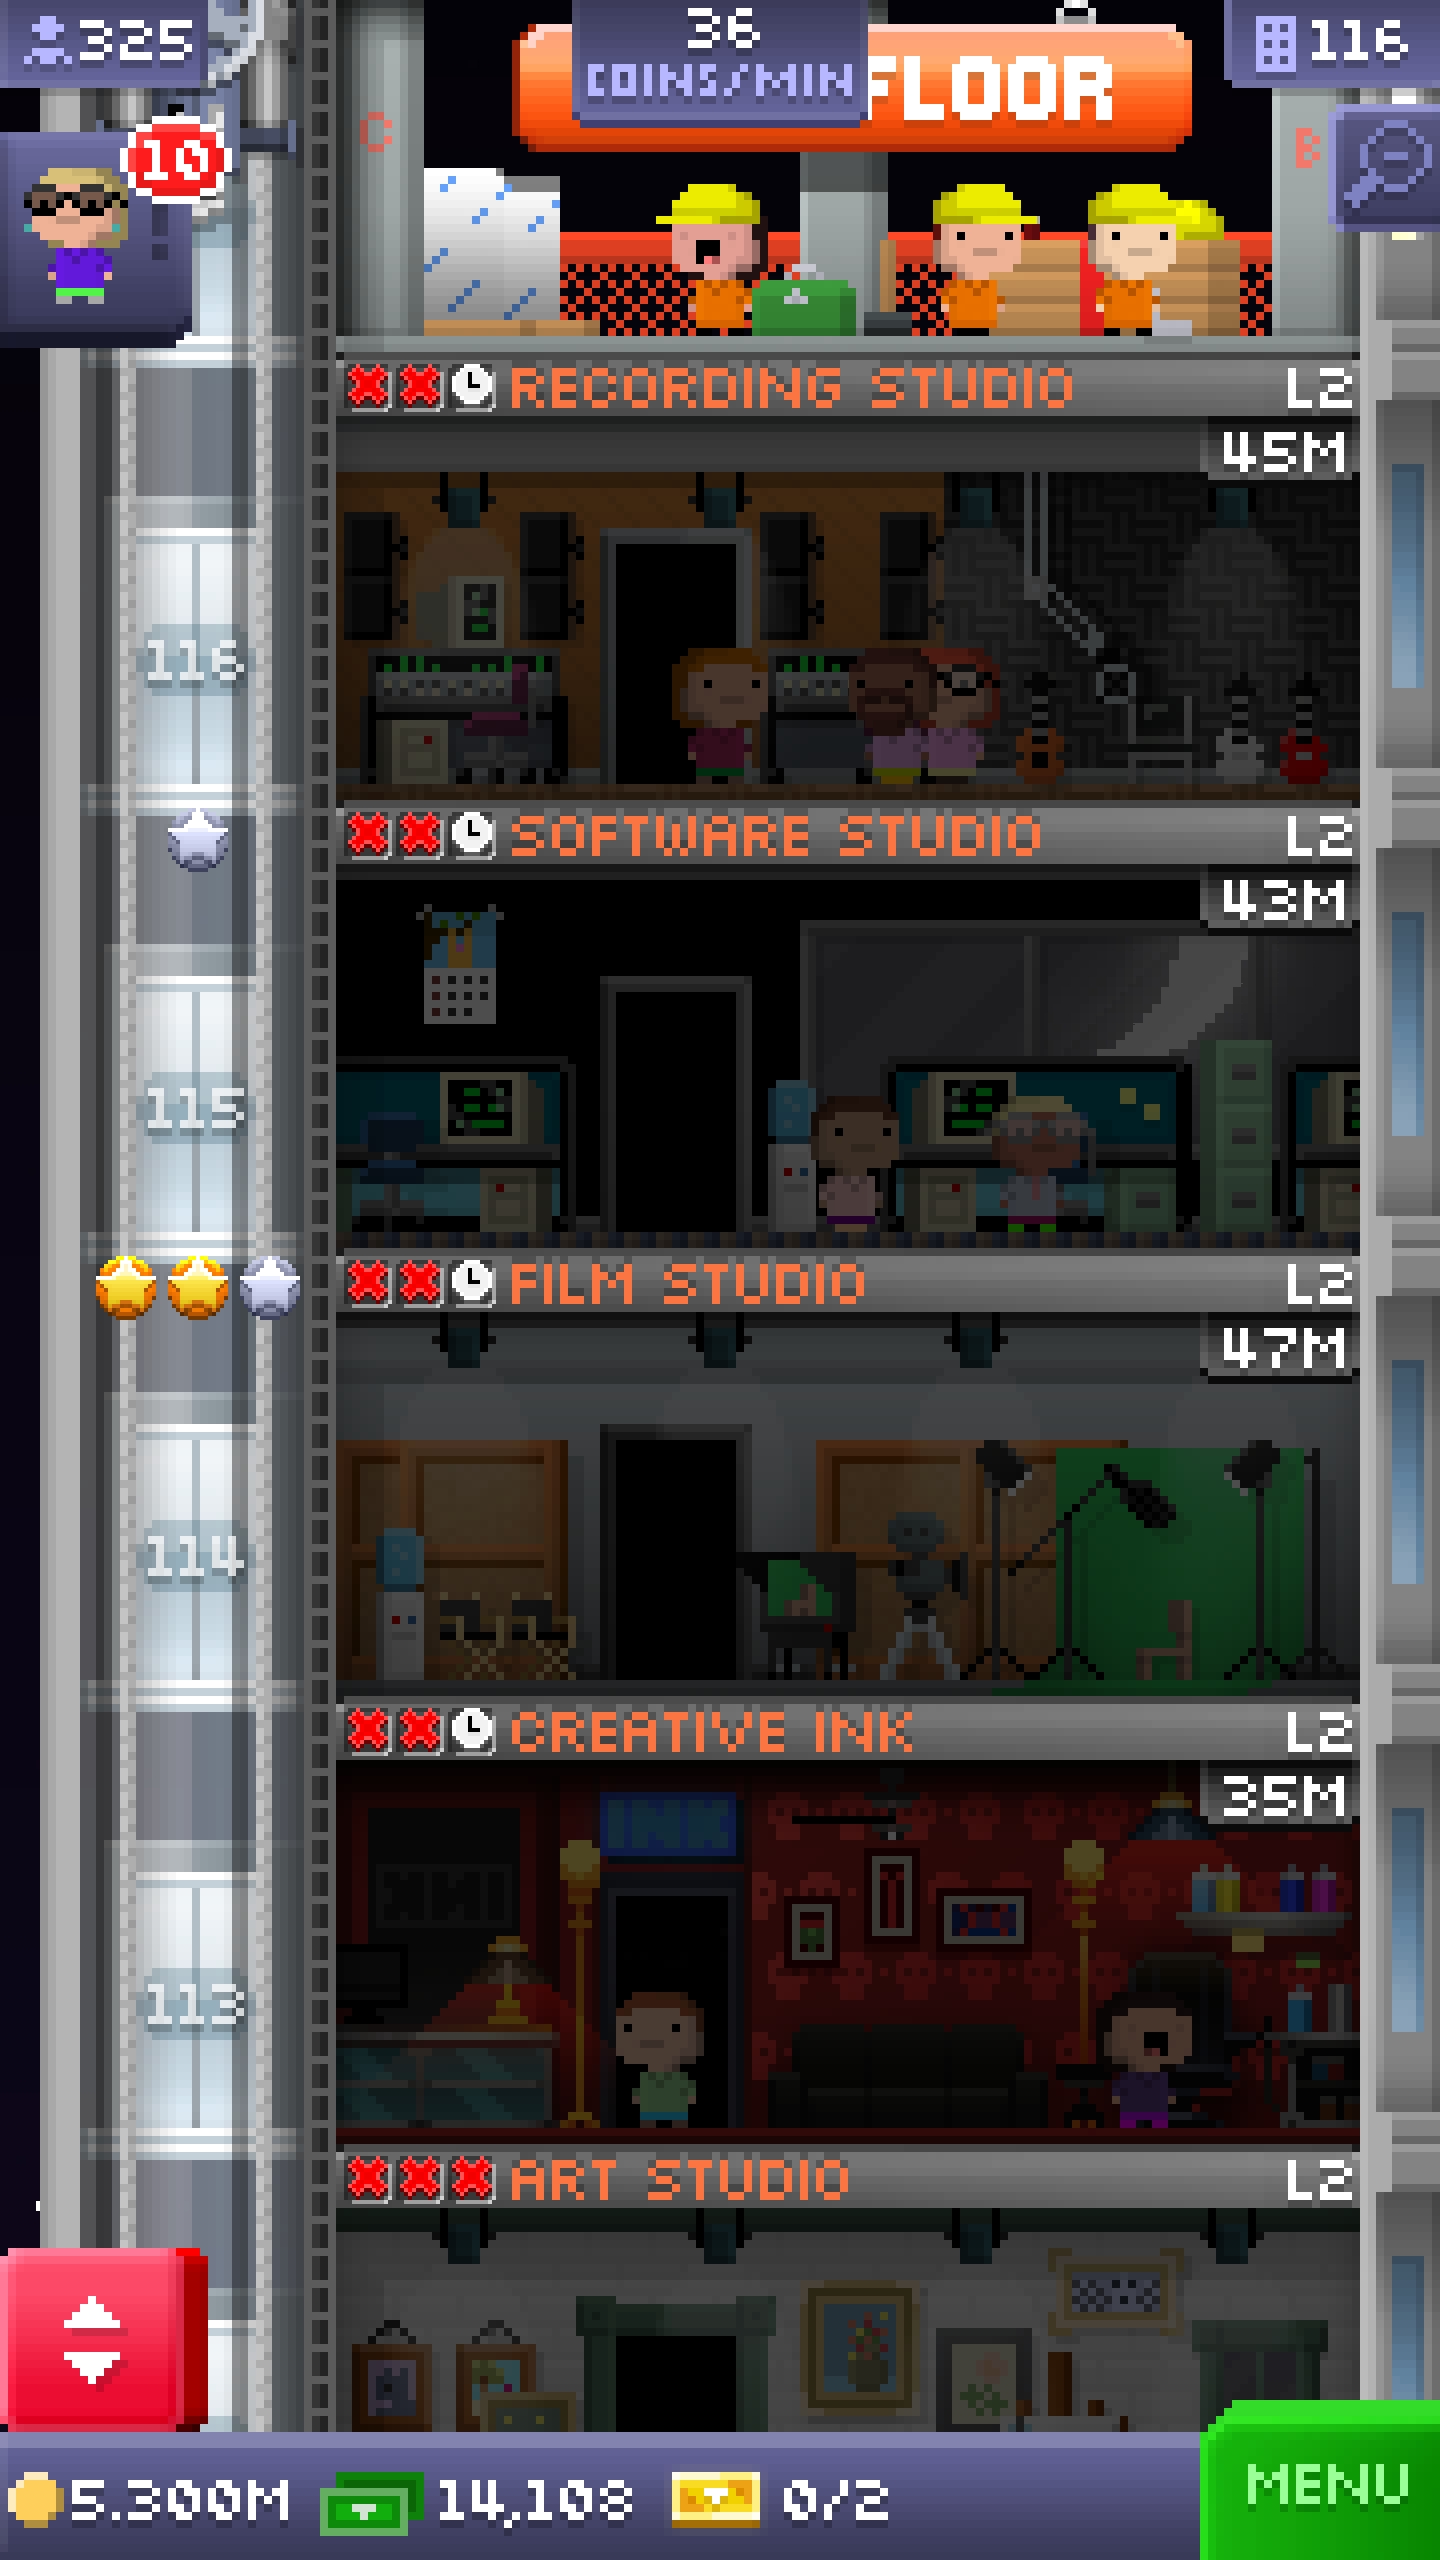 325
36
COINS/MIN
116
FLOOR
C
B
10
RECORDING STUDIO L2
45M
116
SOFTWARE STUDIO L2
43M
115
FILM STUDIO L2
47M
114
CREATIVE INK L2
35M
INK
113
ART STUDIO L2
5.300M 14,108 0/2 MENU